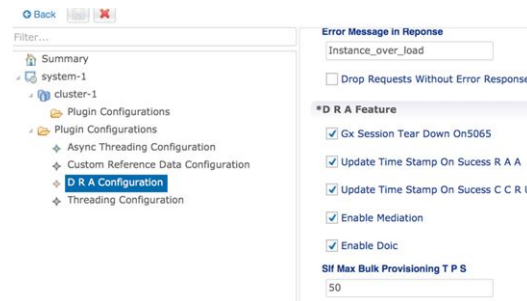 Back
Filter...
Summary
system-1
cluster-1
Plugin Configurations
Plugin Configurations
Async Threading Configuration
Custom Reference Data Configuration
D R A Configuration
Threading Configuration
Error Message in Reponse
Instance_over_load
Drop Requests Without Error Response
*D R A Feature
Gx Session Tear Down On5065
Update Time Stamp On Sucess R A A
Update Time Stamp On Sucess C C R U
Enable Mediation
Enable Doic
Slf Max Bulk Provisioning T P S
50